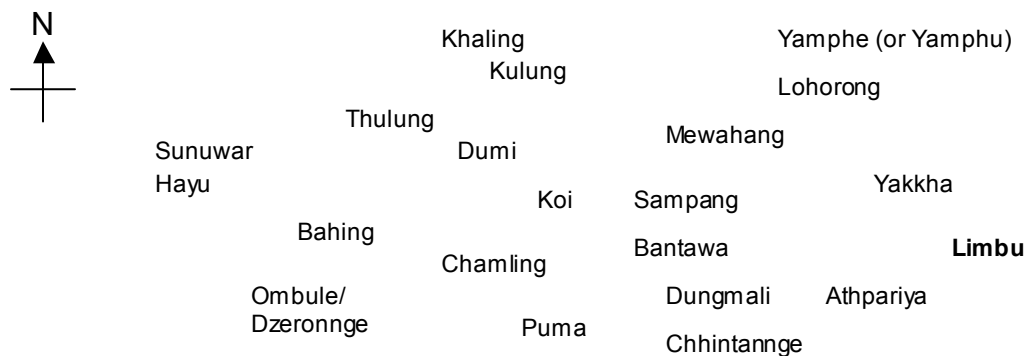 N
Khaling
Yamphe (or Yamphu)
Kulung
Lohorong
Thulung
Mewahang
Sunuwar
Dumi
Hayu
Yakkha
Koi
Sampang
Bahing
Bantawa
Limbu
Chamling
Ombule/
Dzeronnge
Dungmali
Athpariya
Puma
Chhintannge